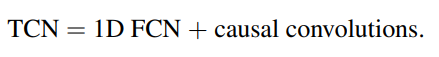 TCN = 1D FCN + causal convolutions.